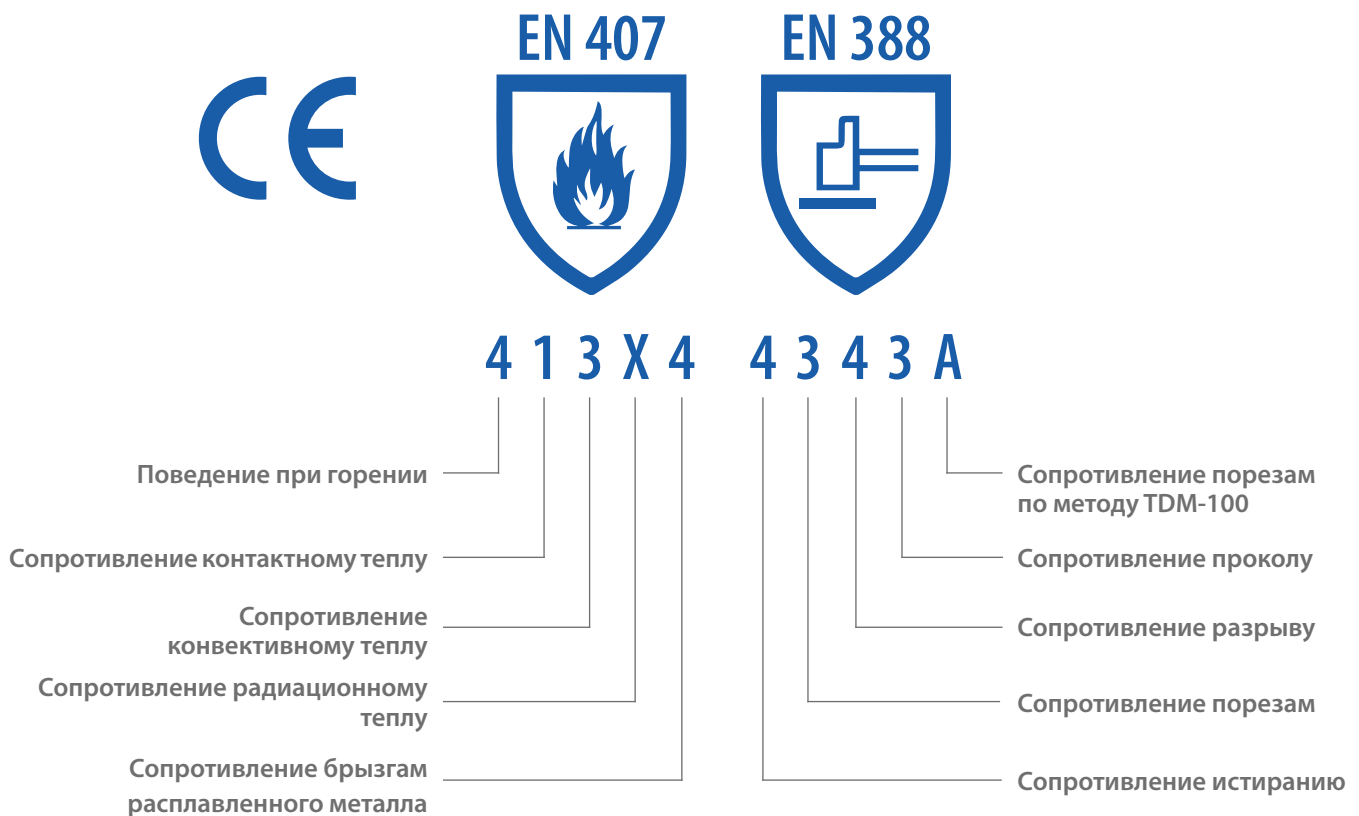 EN 407
EN 388
CE
4 1 3 X 4
4 3 4 3 A
Поведение при горении
Сопротивление контактному теплу
Сопротивление
конвективному теплу
Сопротивление радиационному
теплу
Сопротивление брызгам
расплавленного металла
Сопротивление порезам
по методу TDM-100
Сопротивление проколу
Сопротивление разрыву
Сопротивление порезам
Сопротивление истиранию